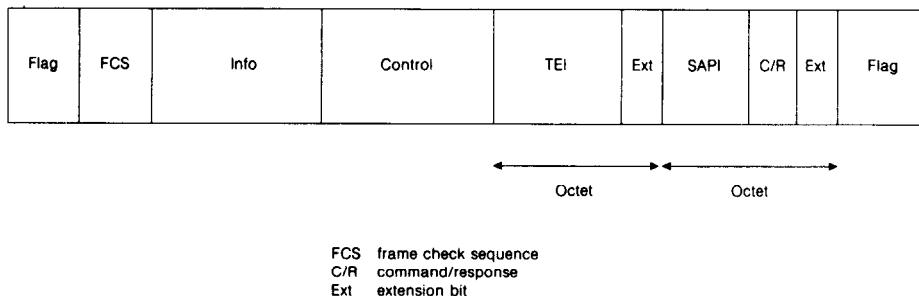 Flag FCS Info Control TEI Ext SAPI C/R Ext Flag
Octet Octet
FCS frame check sequence
C/R command/response
Ext extension bit